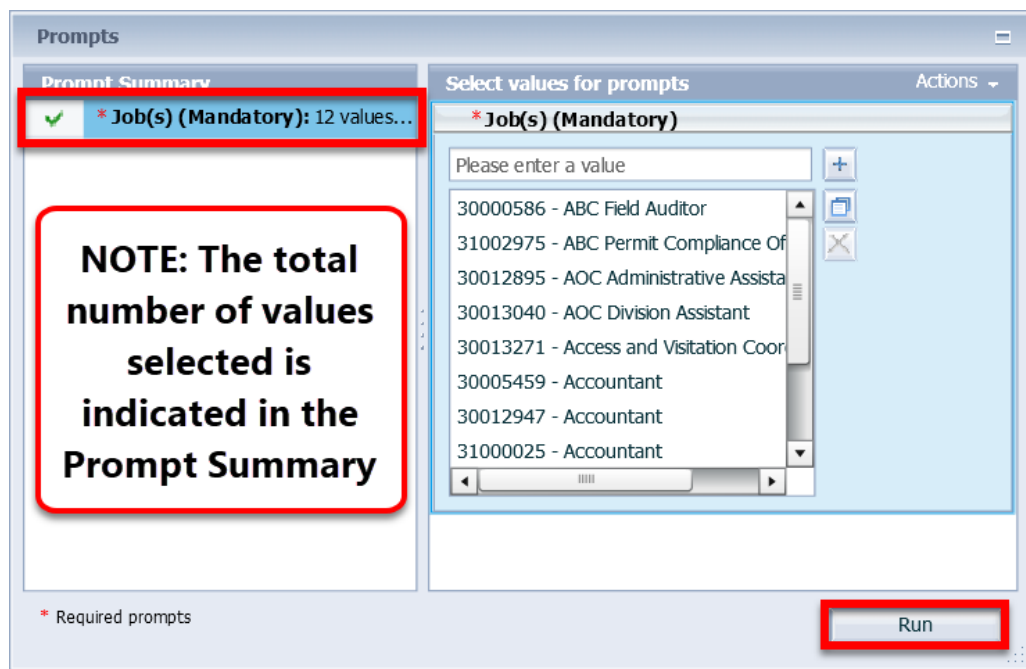 Prompts
Prompt Summary
* Job(s) (Mandatory): 12 values...
NOTE: The total
number of values
selected is
indicated in the
Prompt Summary
Select values for prompts
Actions
* Job(s) (Mandatory)
Please enter a value
30000586 - ABC Field Auditor
31002975 - ABC Permit Compliance Of
30012895 - AOC Administrative Assista
30013040 - AOC Division Assistant
30013271 - Access and Visitation Coor
30005459 - Accountant
30012947 - Accountant
31000025 - Accountant
* Required prompts
Run